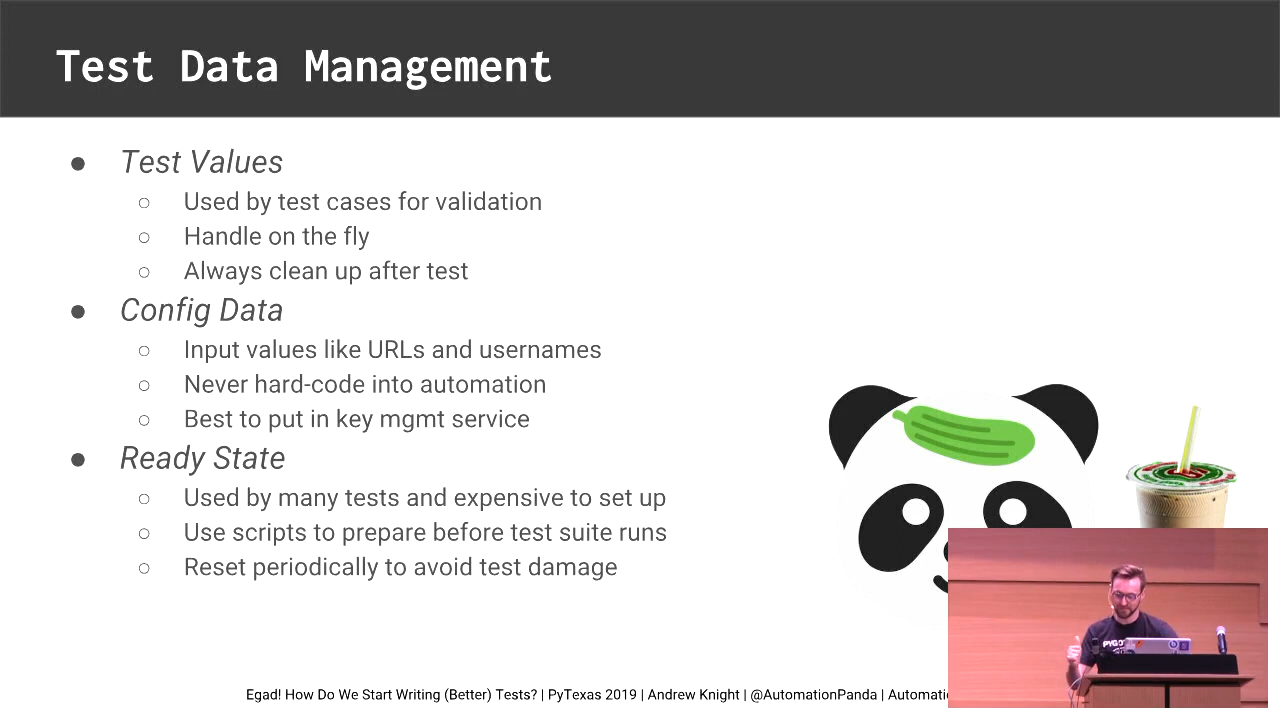 Test Data Management
● Test Values
○ Used by test cases for validation
○ Handle on the fly
○ Always clean up after test
● Config Data
○ Input values like URLs and usernames
○ Never hard-code into automation
○ Best to put in key mgmt service
● Ready State
○ Used by many tests and expensive to set up
○ Use scripts to prepare before test suite runs
○ Reset periodically to avoid test damage
Egad! How Do We Start Writing (Better) Tests? | PyTexas 2019 | Andrew Knight | @AutomationPanda |